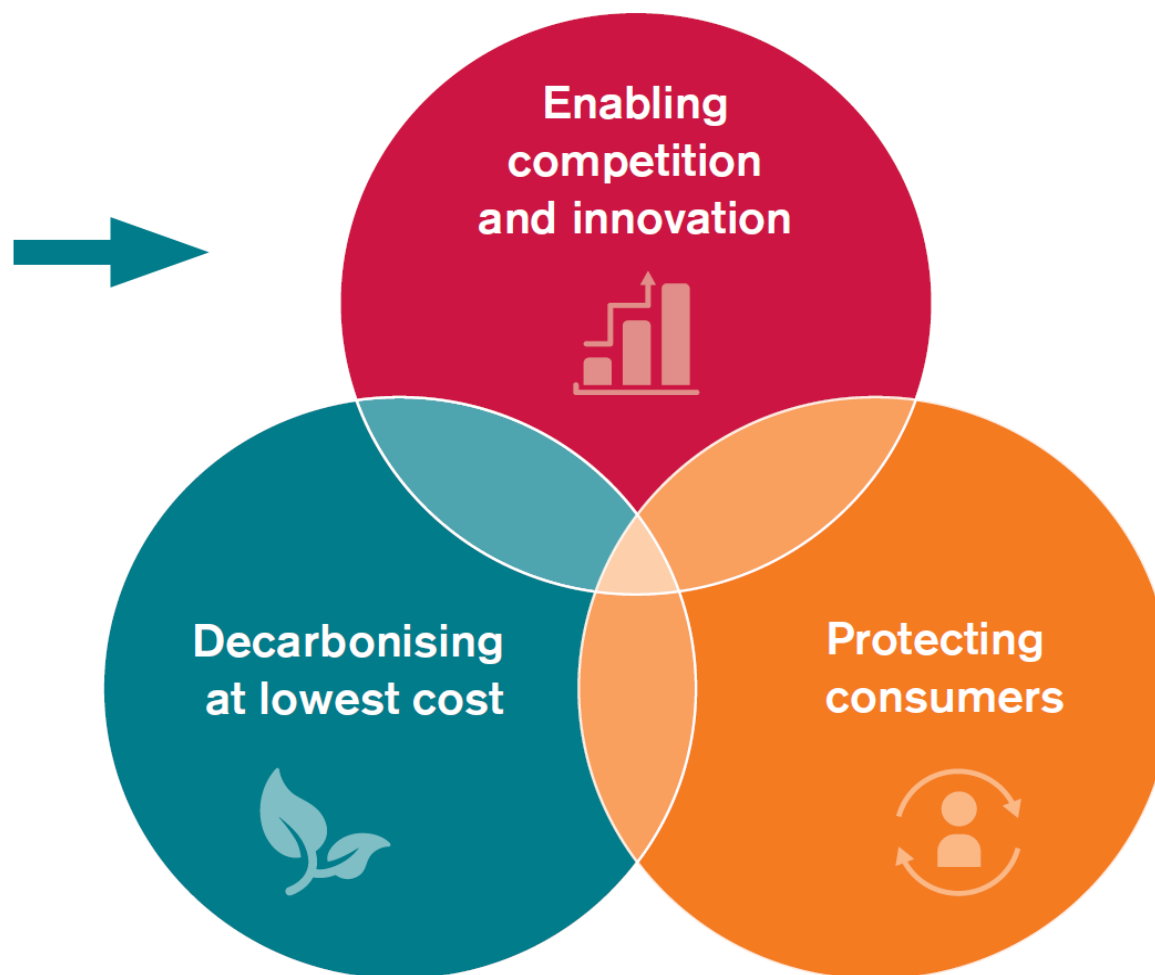 Enabling
competition
and innovation
Decarbonising
at lowest cost
Protecting
consumers